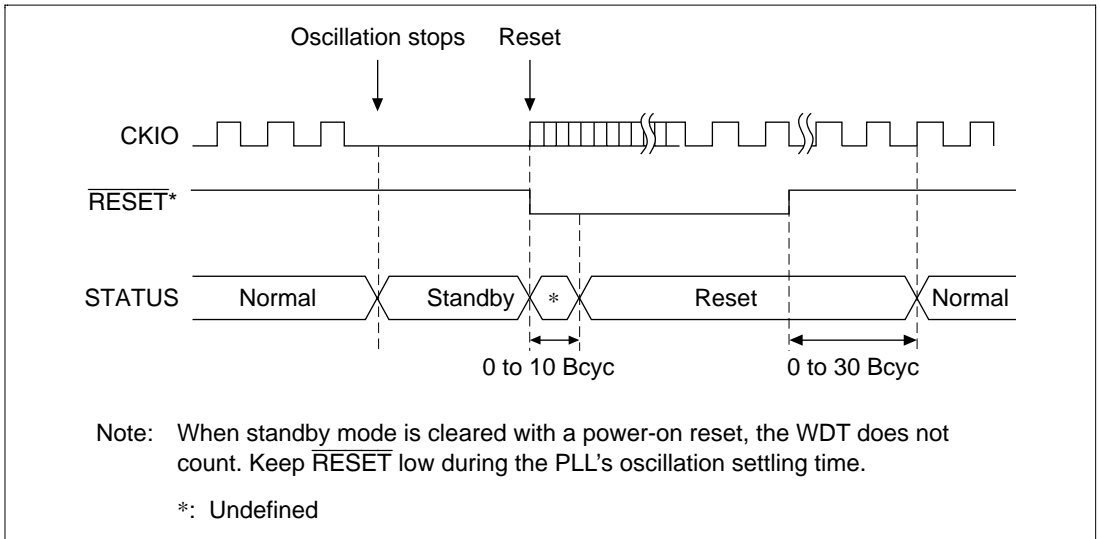 Oscillation stops Reset
CKIO
RESET*
STATUS Normal Standby * Reset Normal
0 to 10 Bcyc 0 to 30 Bcyc
Note: When standby mode is cleared with a power-on reset, the WDT does not
count. Keep RESET low during the PLL's oscillation settling time.
*: Undefined